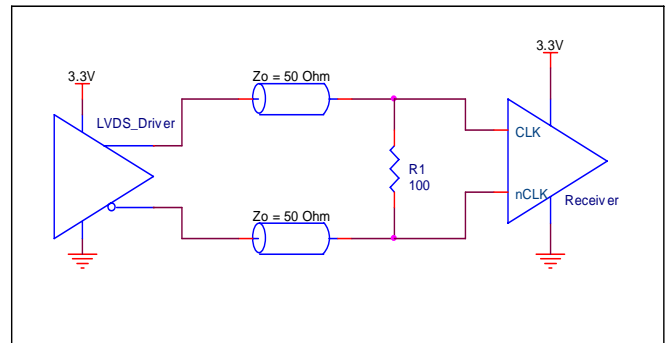 3.3V
LVDS_Driver
Zo = 50 Ohm
Zo = 50 Ohm
R1
100
3.3V
CLK
nCLK
Receiver